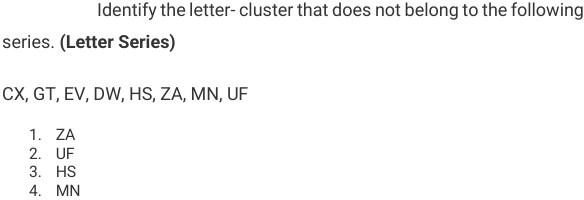 Identify the letter- cluster that does not belong to the following
series. (Letter Series)
CX, GT, EV, DW, HS, ZA, MN, UF
1. ZA
2. UF
3. HS
4. MN